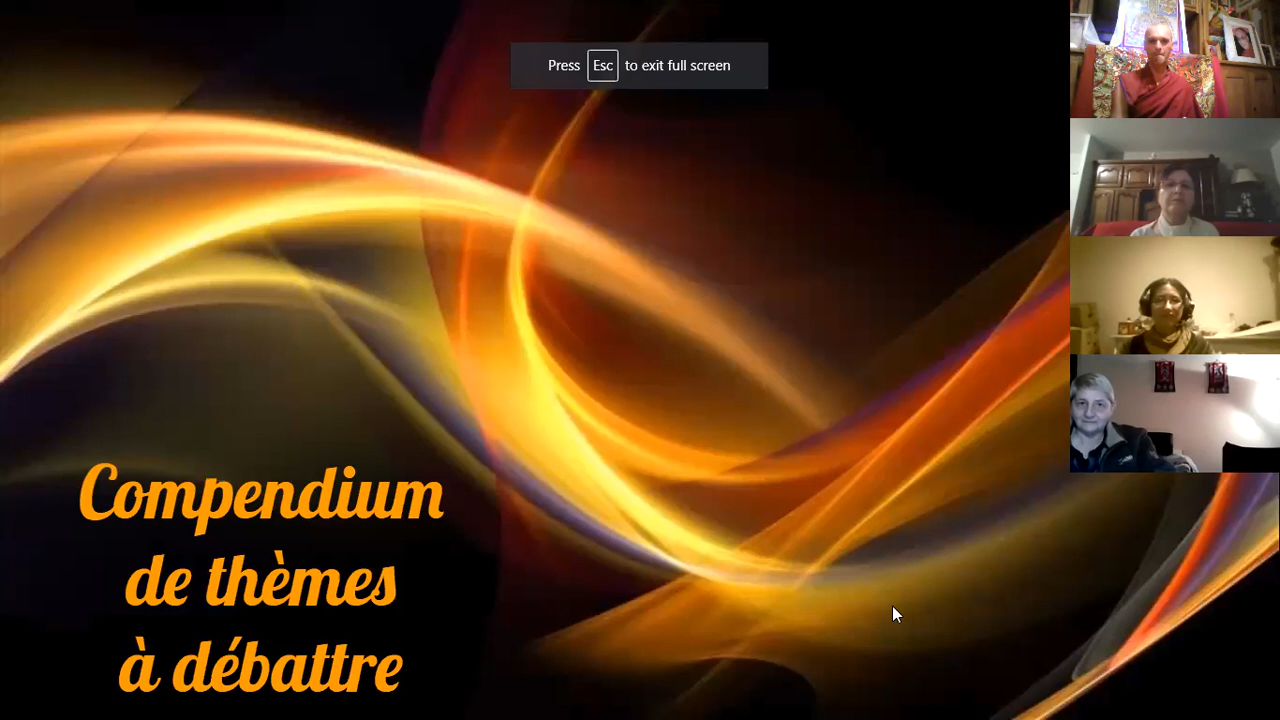 Press Esc to exit full screen
Compendium
de thèmes
à débattre